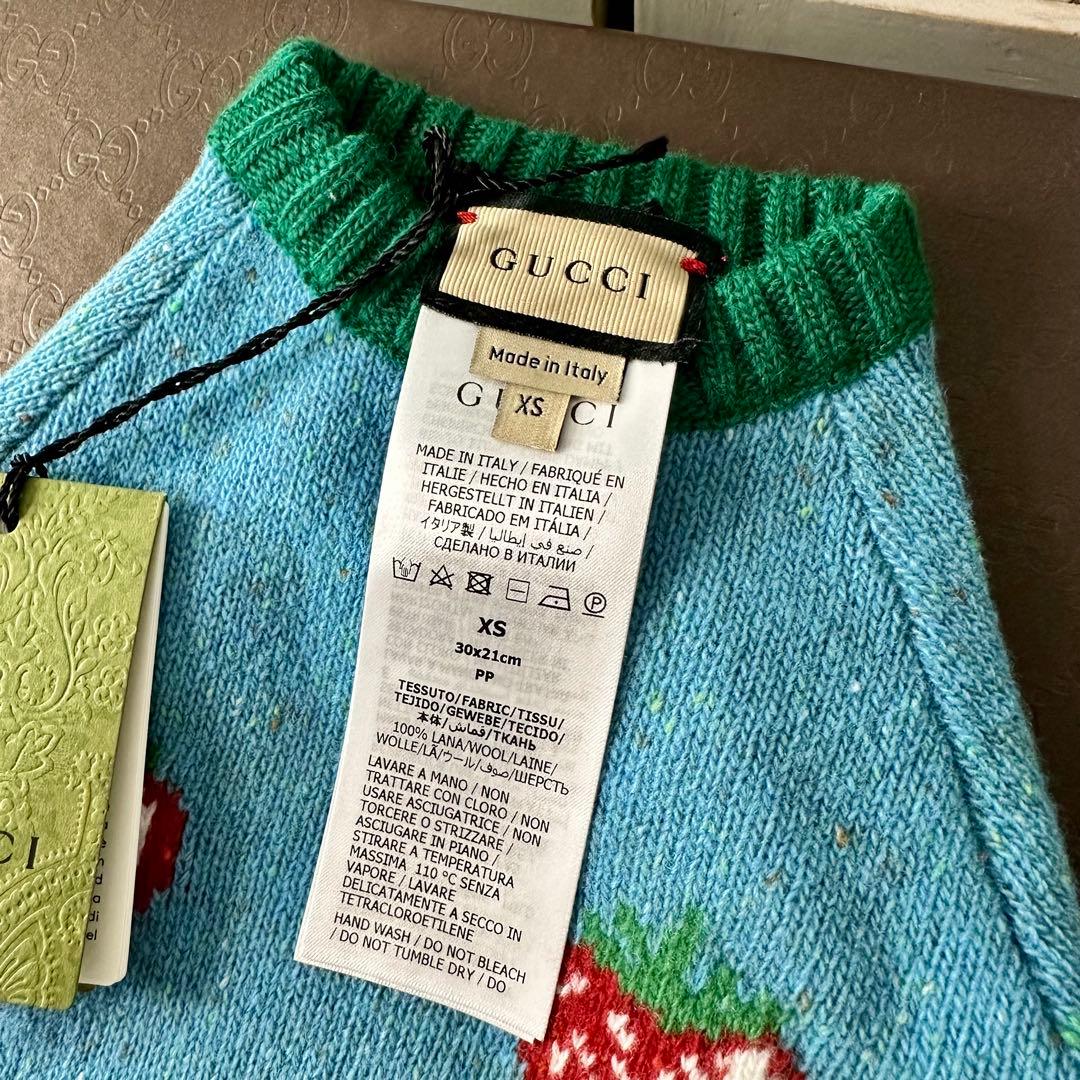 GUCCI
Made in Italy
XS
MADE IN ITALY / FABRIQUÉ EN
ITALIE / HECHO EN ITALIA /
HERGESTELLT IN ITALIEN /
FABRICADO EM ITÁLIA /
イタリア製 / صنع في إيطاليا /
СДЕЛАНО В ИТАЛИИ
P
XS
30x21cm
PP
TESSUTO/FABRIC/TISSU/
TEJIDO/GEWEBE/TECIDO/
本体/قماش/ТКАНЬ
100% LANA/WOOL/LAINE/
WOLLE/LÃ/ウール/صوف/ШЕРСТЬ
LAVARE A MANO / NON
TRATTARE CON CLORO / NON
USARE ASCIUGATRICE / NON
TORCERE O STRIZZARE /
ASCIUGARE IN PIANO /
STIRARE A TEMPERATURA
MASSIMA 110 °C SENZA
VAPORE / LAVARE
DELICATAMENTE A SECCO IN
TETRACLOROETILENE
HAND WASH / DO NOT BLEACH
/ DO NOT TUMBLE DRY / DO
CI
di
el